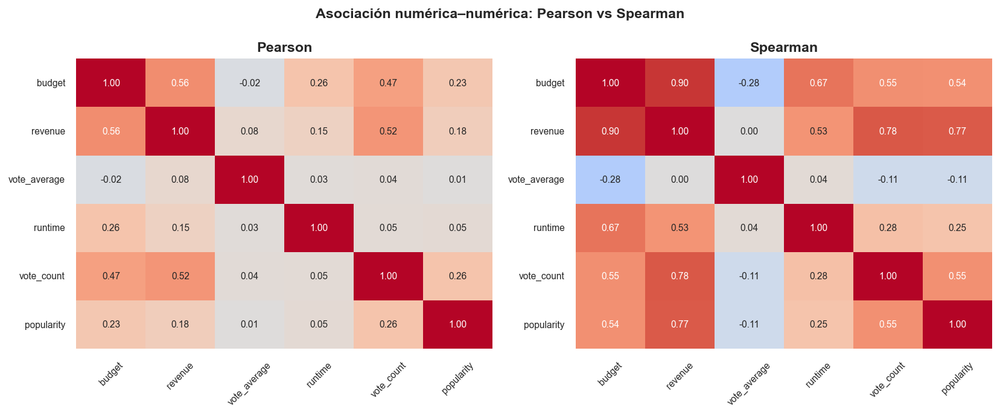 Asociación numérica–numérica: Pearson vs Spearman
Pearson
budget 1.00 0.56 -0.02 0.26 0.47 0.23
revenue 0.56 1.00 0.08 0.15 0.52 0.18
vote_average -0.02 0.08 1.00 0.03 0.04 0.01
runtime 0.26 0.15 0.03 1.00 0.05 0.05
vote_count 0.47 0.52 0.04 0.05 1.00 0.26
popularity 0.23 0.18 0.01 0.05 0.26 1.00
budget revenue vote_average runtime vote_count popularity
Spearman
budget 1.00 0.90 -0.28 0.67 0.55 0.54
revenue 0.90 1.00 0.00 0.53 0.78 0.77
vote_average -0.28 0.00 1.00 0.04 -0.11 -0.11
runtime 0.67 0.53 0.04 1.00 0.28 0.25
vote_count 0.55 0.78 -0.11 0.28 1.00 0.55
popularity 0.54 0.77 -0.11 0.25 0.55 1.00
budget revenue vote_average runtime vote_count popularity